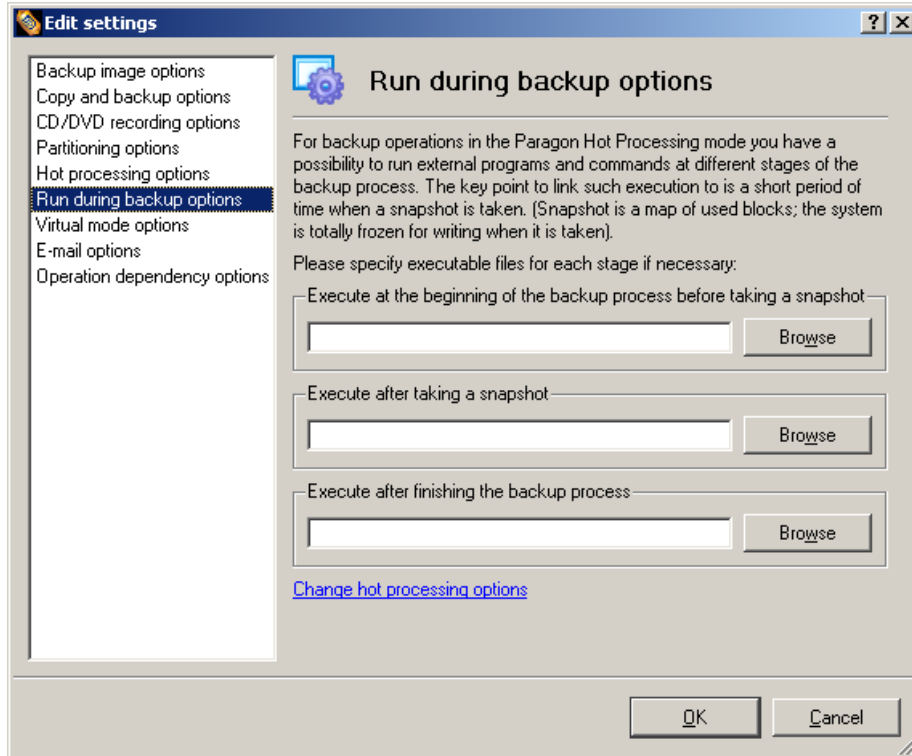 Edit settings
Backup image options
Copy and backup options
CD/DVD recording options
Partitioning options
Hot processing options
Run during backup options
Virtual mode options
E-mail options
Operation dependency options
Run during backup options
For backup operations in the Paragon Hot Processing mode you have a
possibility to run external programs and commands at different stages of the
backup process. The key point to link such execution to is a short period of
time when a snapshot is taken. (Snapshot is a map of used blocks; the system
is totally frozen for writing when it is taken).
Please specify executable files for each stage if necessary:
Execute at the beginning of the backup process before taking a snapshot
Browse
Execute after taking a snapshot
Browse
Execute after finishing the backup process
Browse
Change hot processing options
OK
Cancel